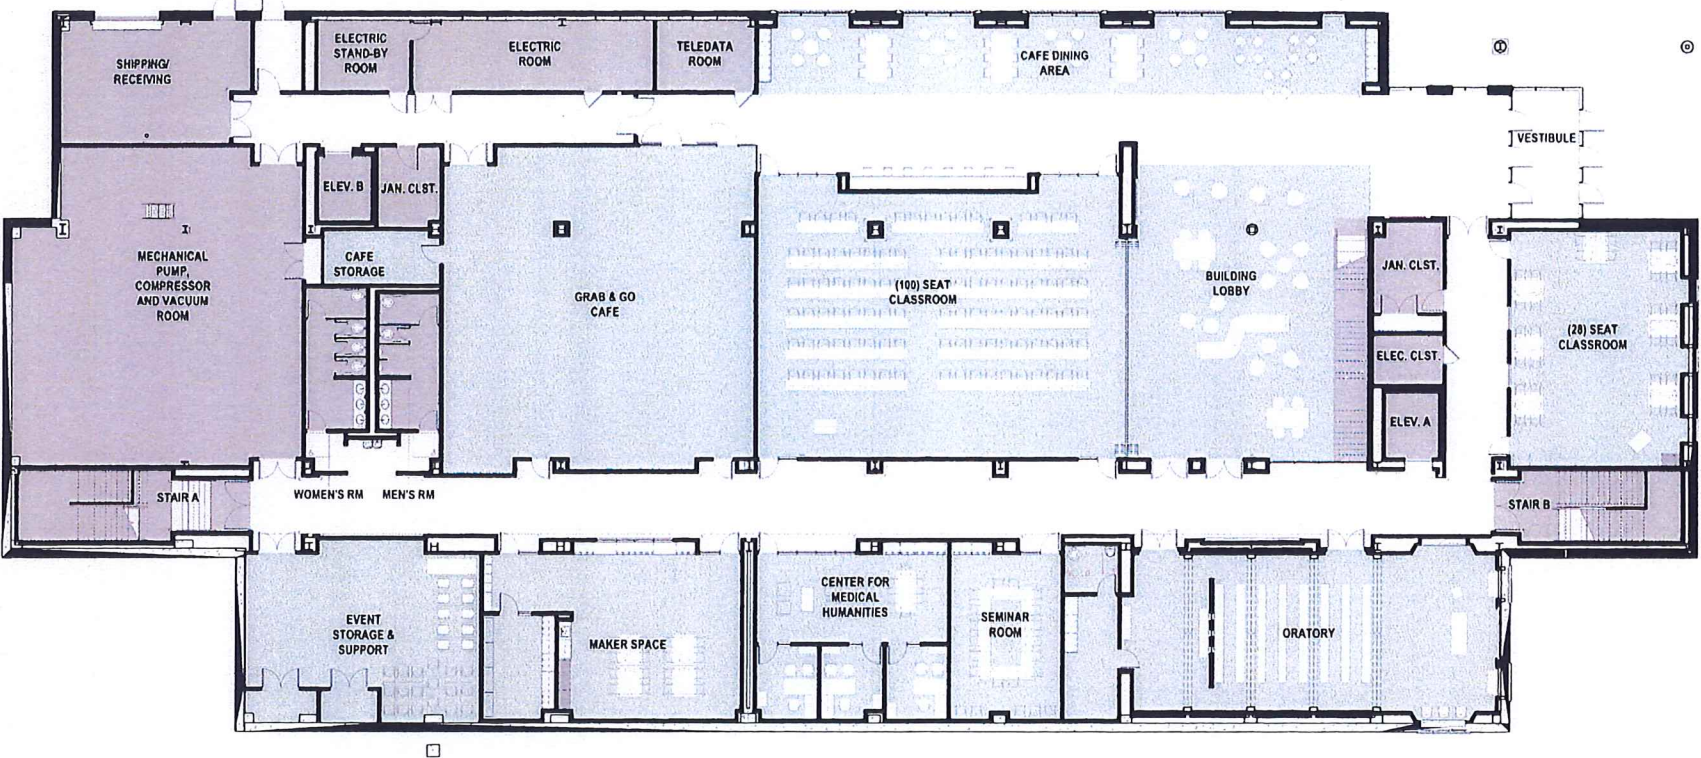 SHIPPING/
RECEIVING
ELECTRIC
STAND-BY
ROOM
ELECTRIC
ROOM
TELEDATA
ROOM
CAFE DINING
AREA
VESTIBULE
ELEV. B
JAN. CLST.
MECHANICAL
PUMP,
COMPRESSOR
AND VACUUM
ROOM
CAFE
STORAGE
GRAB & GO
CAFE
(100) SEAT
CLASSROOM
BUILDING
LOBBY
JAN. CLST.
ELEC. CLST.
ELEV. A
(28) SEAT
CLASSROOM
STAIR A
WOMEN'S RM
MEN'S RM
STAIR B
EVENT
STORAGE &
SUPPORT
MAKER SPACE
CENTER FOR
MEDICAL
HUMANITIES
SEMINAR
ROOM
ORATORY